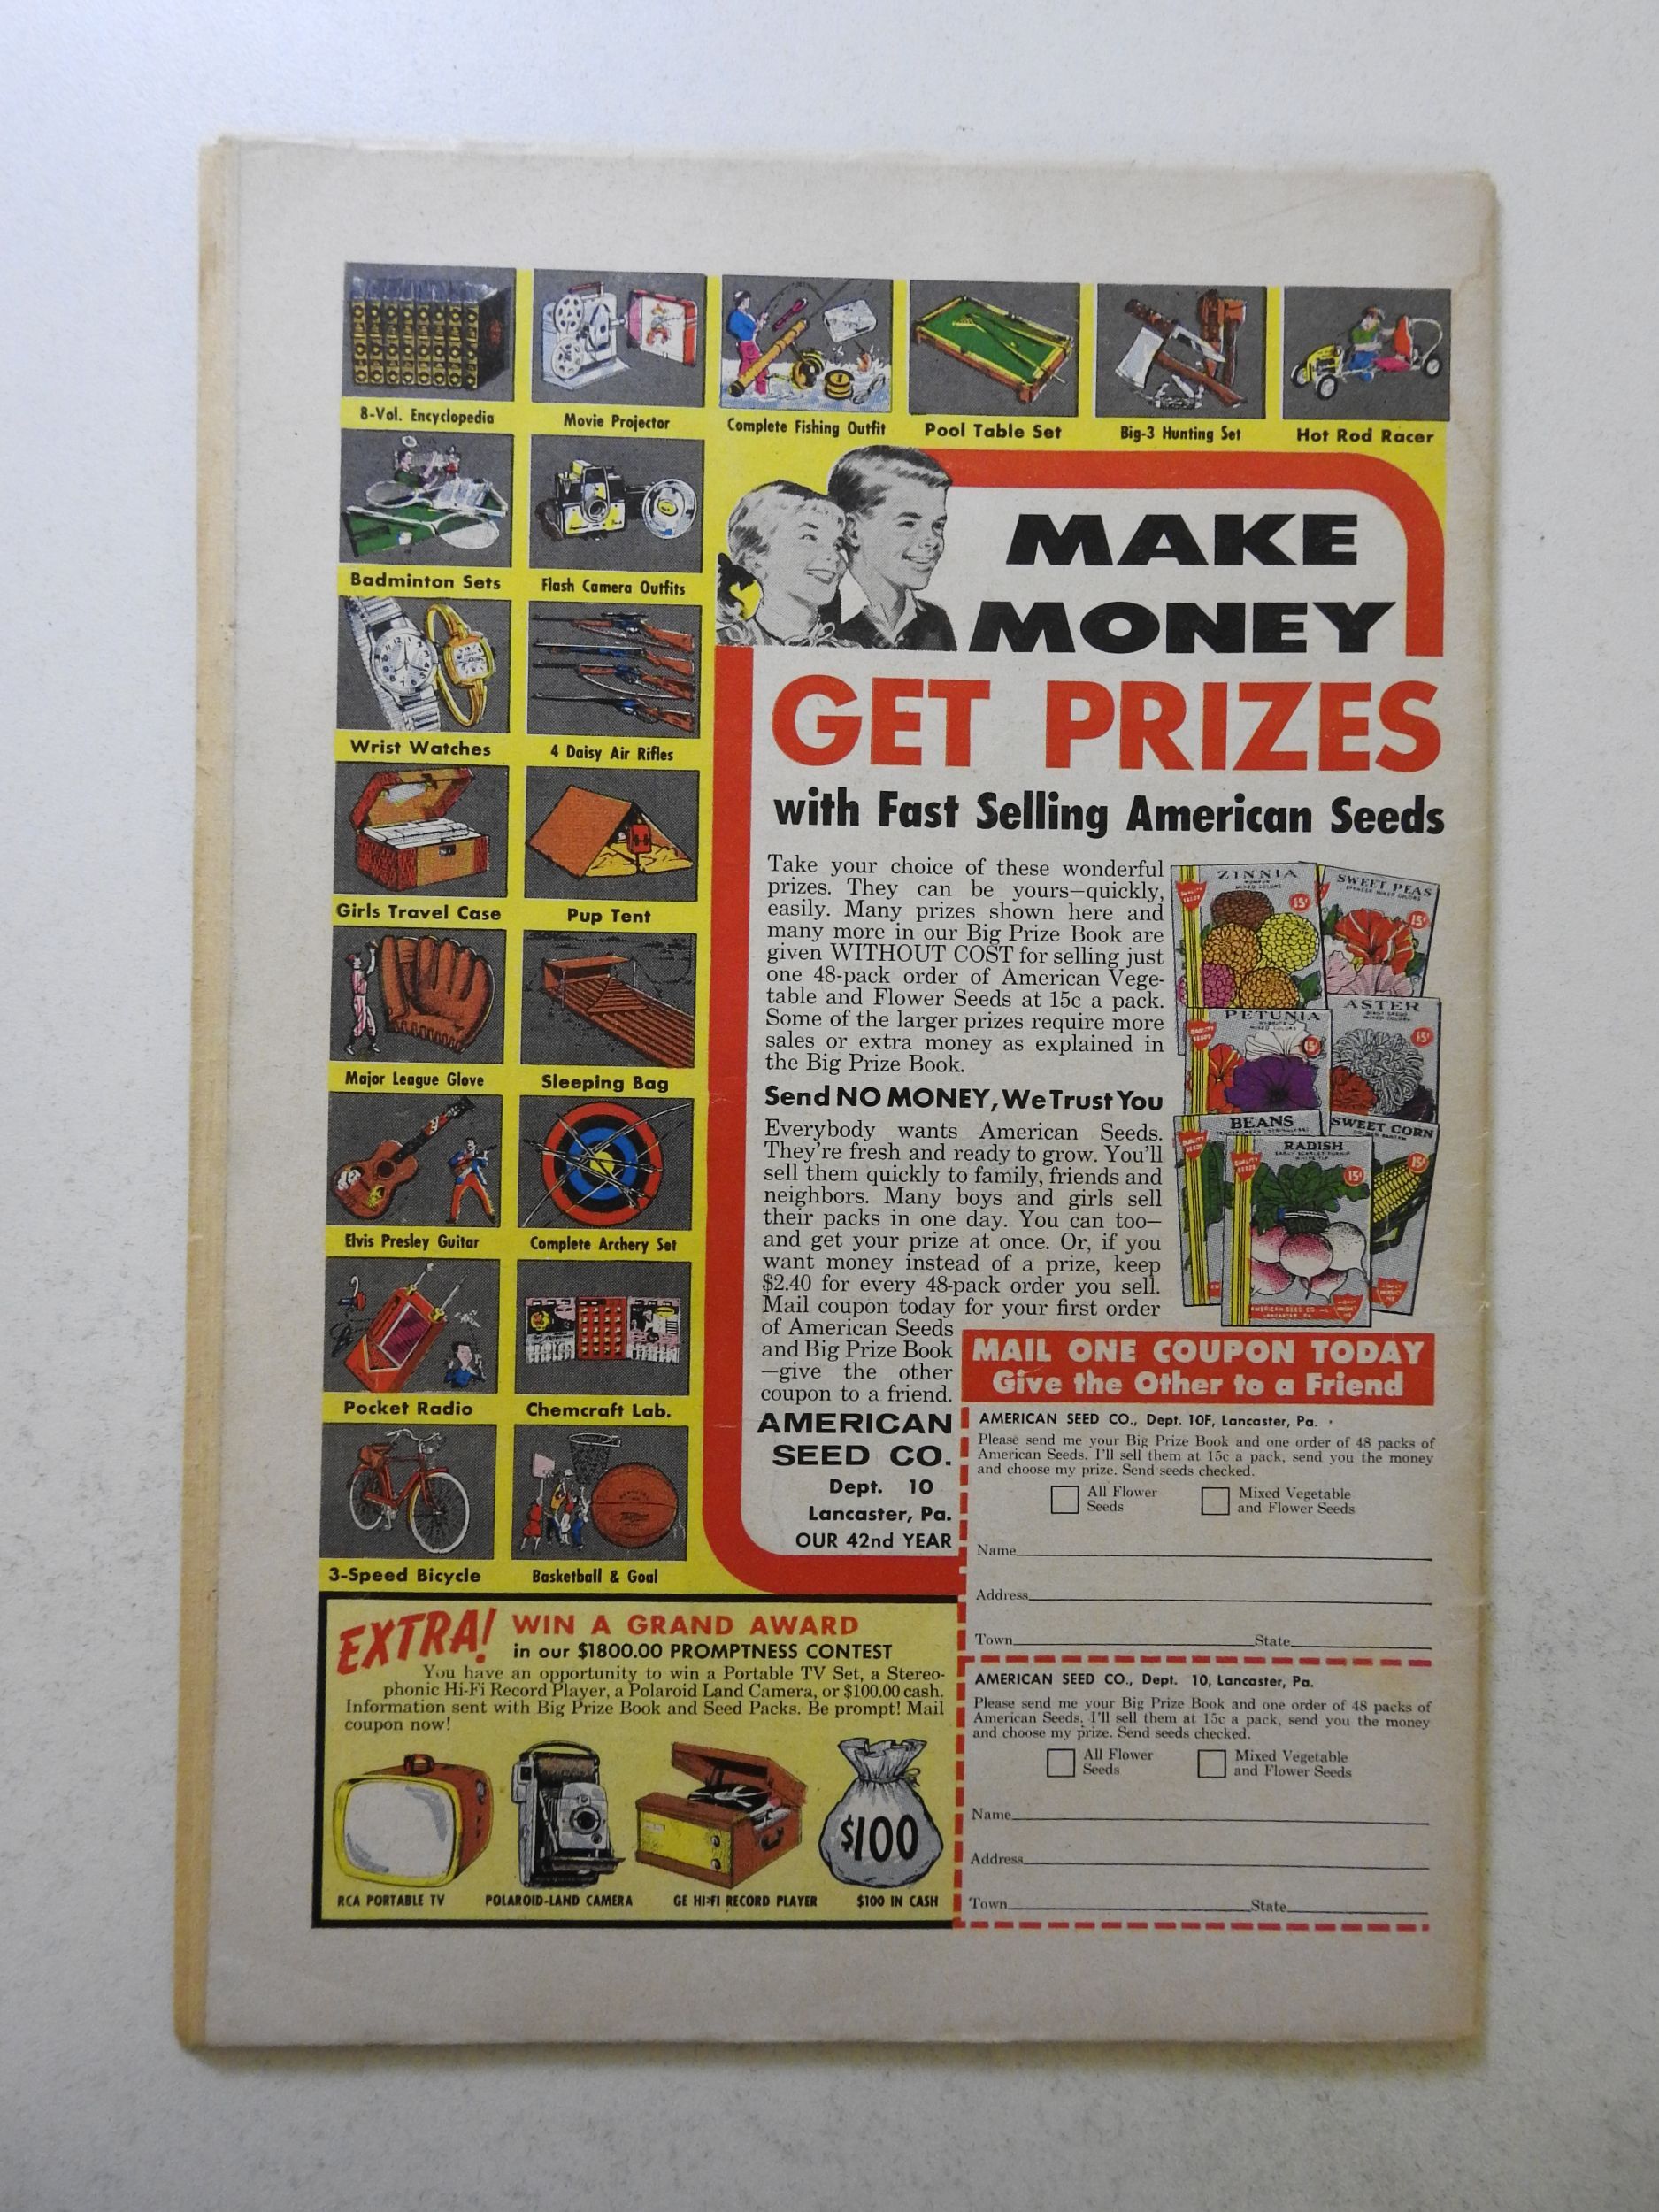 8-Vol. Encyclopedia
Movie Projector
Complete Fishing Outfit
Pool Table Set
Big-3 Hunting Set
Hot Rod Racer
Badminton Sets
Flash Camera Outfits
Wrist Watches
4 Daisy Air Rifles
Girls Travel Case
Pup Tent
Major League Glove
Sleeping Bag
Elvis Presley Guitar
Complete Archery Set
Pocket Radio
Chemcraft Lab.
3-Speed Bicycle
Basketball & Goal
MAKE
MONEY
GET PRIZES
with Fast Selling American Seeds
Take your choice of these wonderful
prizes. They can be yours—quickly,
easily. Many prizes shown here and
many more in our Big Prize Book are
given WITHOUT COST for selling just
one 48-pack order of American Vege-
table and Flower Seeds at 15c a pack.
Some of the larger prizes require more
sales or extra money as explained in
the Big Prize Book.
Send NO MONEY, We Trust You
Everybody wants American Seeds.
They're fresh and ready to grow. You'll
sell them quickly to family, friends and
neighbors. Many boys and girls sell
their packs in one day. You can too—
and get your prize at once. Or, if you
want money instead of a prize, keep
$2.40 for every 48-pack order you sell.
Mail coupon today for your first order
of American Seeds
and Big Prize Book
—give the other
coupon to a friend.
AMERICAN
SEED CO.
Dept. 10
Lancaster, Pa.
OUR 42nd YEAR
ZINNIA
MIXED COLORS
15¢
SWEET PEAS
MIXED COLORS
15¢
PETUNIA
MIXED COLORS
15¢
ASTER
MIXED COLORS
15¢
BEANS
SWEET CORN
15¢
RADISH
15¢
QUALITY
SEEDS
AMERICAN SEED CO.
LANCASTER, PA.
MAIL ONE COUPON TODAY
Give the Other to a Friend
AMERICAN SEED CO., Dept. 10F, Lancaster, Pa.
Please send me your Big Prize Book and one order of 48 packs of
American Seeds. I'll sell them at 15c a pack, send you the money
and choose my prize. Send seeds checked.
All Flower
Seeds
Mixed Vegetable
and Flower Seeds
Name
Address
Town State
AMERICAN SEED CO., Dept. 10, Lancaster, Pa.
Please send me your Big Prize Book and one order of 48 packs of
American Seeds. I'll sell them at 15c a pack, send you the money
and choose my prize. Send seeds checked.
All Flower
Seeds
Mixed Vegetable
and Flower Seeds
Name
Address
Town State
EXTRA! WIN A GRAND AWARD
in our $1800.00 PROMPTNESS CONTEST
You have an opportunity to win a Portable TV Set, a Stereo-
phonic Hi-Fi Record Player, a Polaroid Land Camera, or $100.00 cash.
Information sent with Big Prize Book and Seed Packs. Be prompt! Mail
coupon now!
$100
RCA PORTABLE TV
POLAROID-LAND CAMERA
GE HI-FI RECORD PLAYER
$100 IN CASH